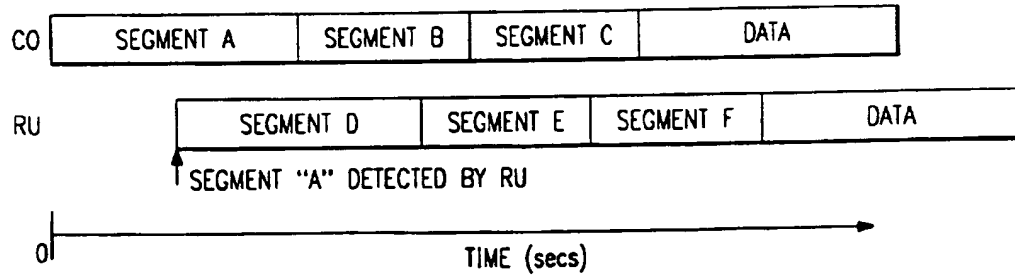 CO SEGMENT A SEGMENT B SEGMENT C DATA
RU SEGMENT D SEGMENT E SEGMENT F DATA
SEGMENT "A" DETECTED BY RU
0 TIME (secs)